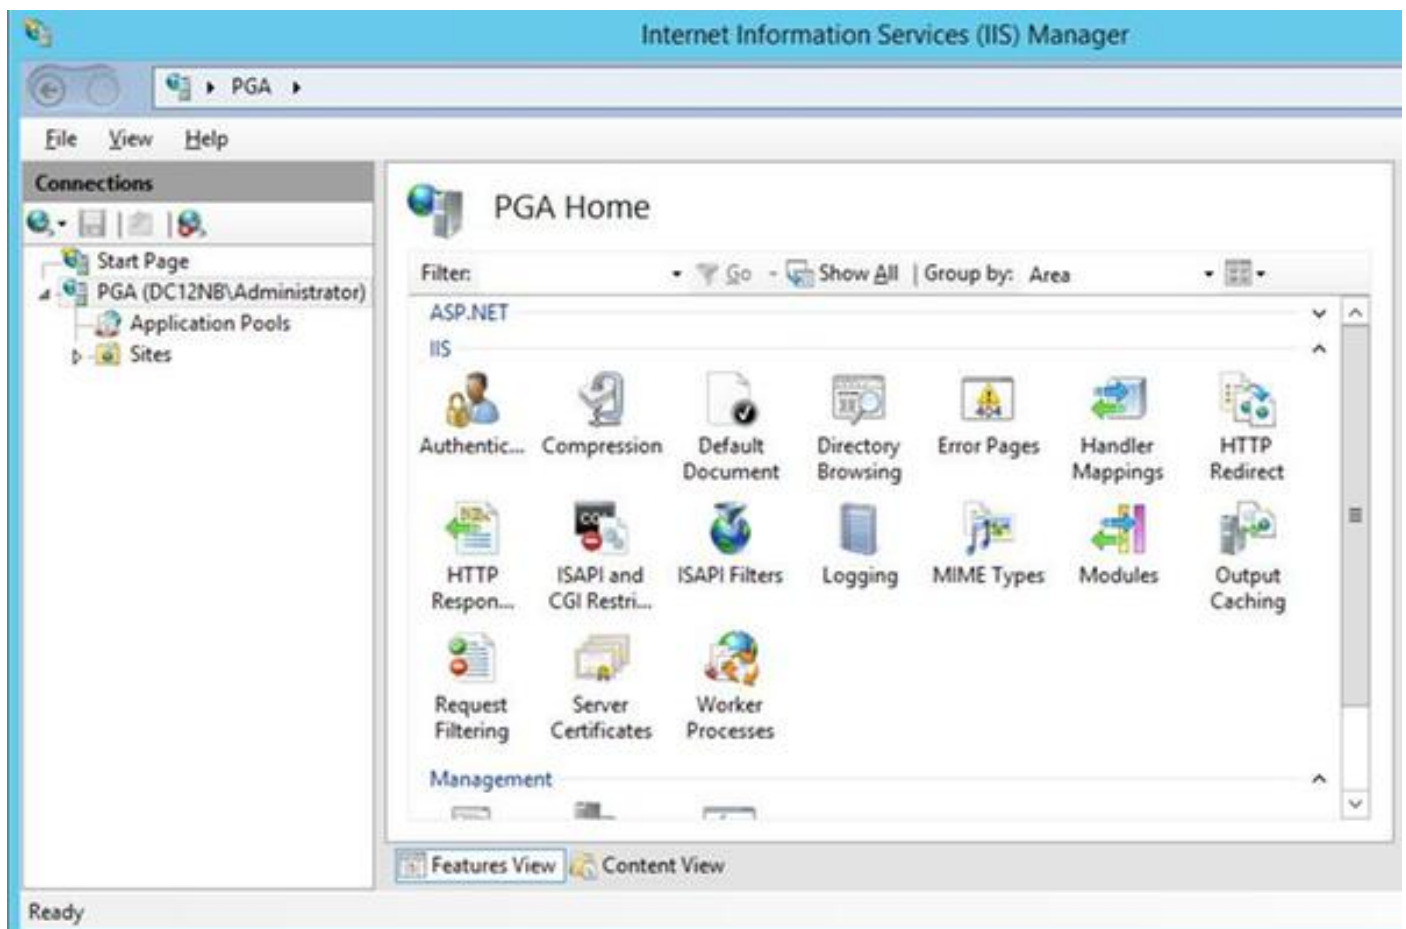 Internet Information Services (IIS) Manager
PGA
File View Help
Connections
Start Page
PGA (DC12NB\Administrator)
Application Pools
Sites
PGA Home
Filter: Go Show All Group by: Area
ASP.NET
IIS
Authentic... Compression Default Document Directory Browsing Error Pages Handler Mappings HTTP Redirect
HTTP Respon... ISAPI and CGI Restri... ISAPI Filters Logging MIME Types Modules Output Caching
Request Filtering Server Certificates Worker Processes
Management
Features View Content View
Ready